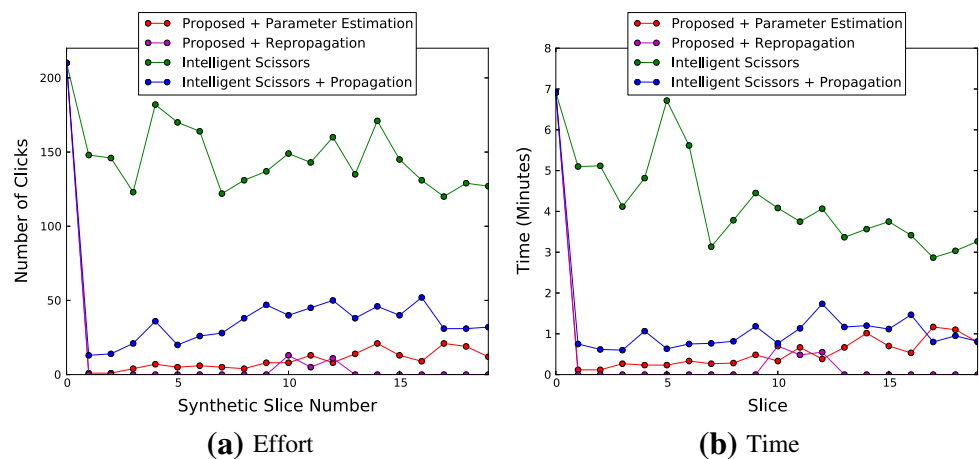 Proposed + Parameter Estimation
Proposed + Repropagation
Intelligent Scissors
Intelligent Scissors + Propagation
200
150
100
50
0
Number of Clicks
0
5
10
15
Synthetic Slice Number
(a) Effort
Proposed + Parameter Estimation
Proposed + Repropagation
Intelligent Scissors
Intelligent Scissors + Propagation
8
7
6
5
4
3
2
1
0
Time (Minutes)
0
5
10
15
Slice
(b) Time